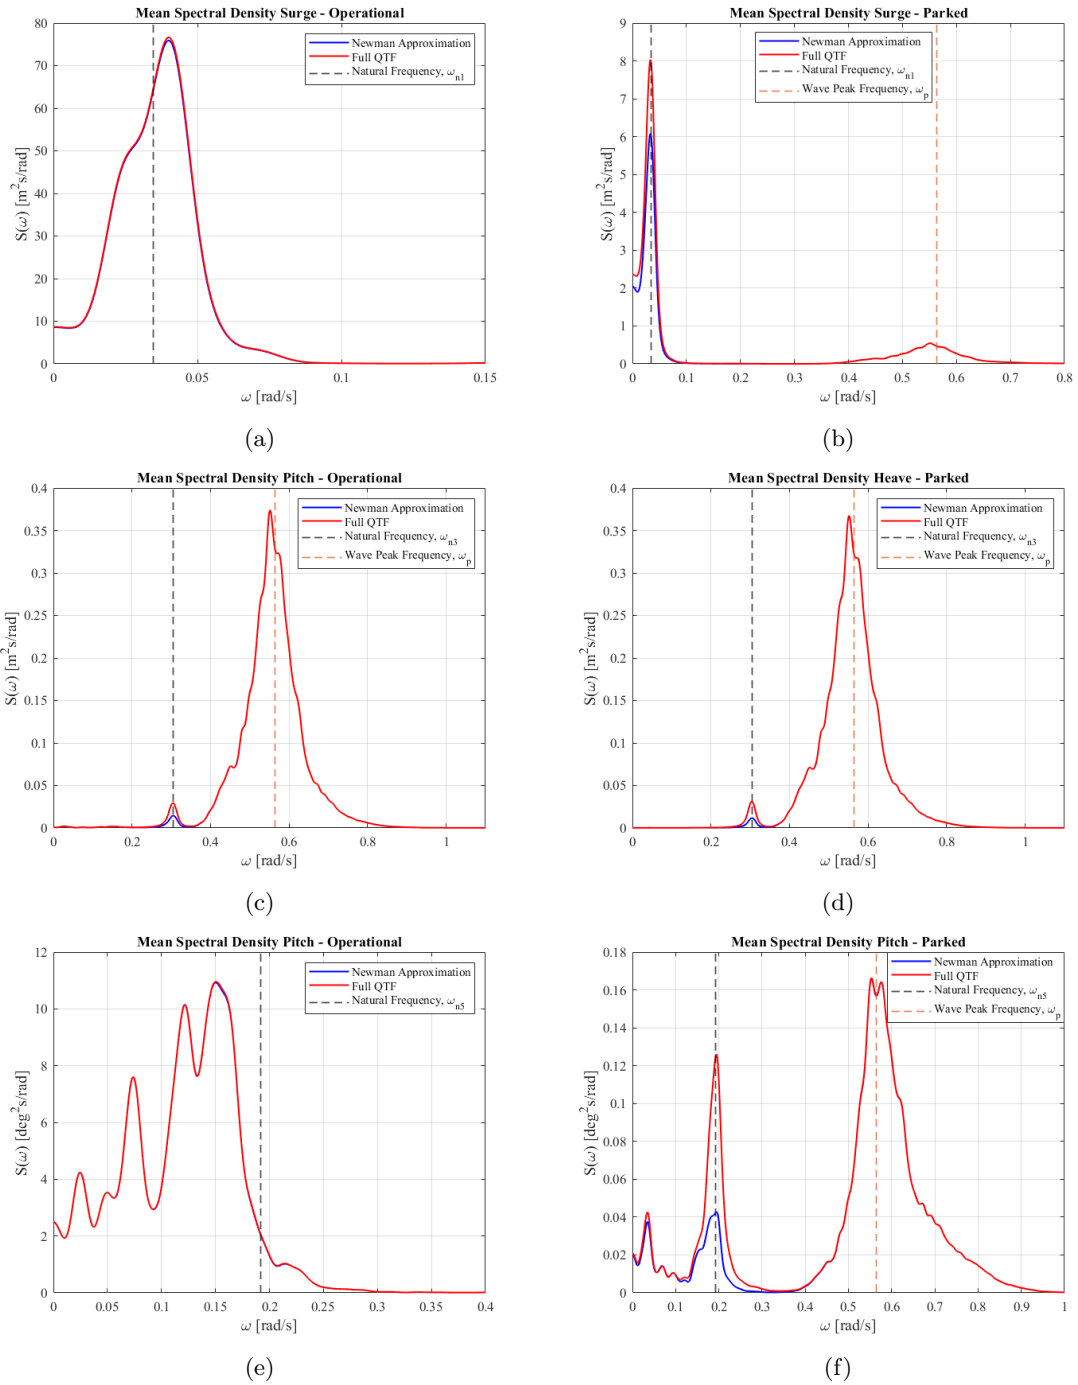 Mean Spectral Density Surge - Operational
S(ω) [m²s/rad]
80
70
60
50
40
30
20
10
0
Newman Approximation
Full QTF
Natural Frequency, ωn1
0 0.05 0.1 0.15
ω [rad/s]
(a)
Mean Spectral Density Surge - Parked
S(ω) [m²s/rad]
9
8
7
6
5
4
3
2
1
0
Newman Approximation
Full QTF
Natural Frequency, ωn1
Wave Peak Frequency, ωp
0 0.1 0.2 0.3 0.4 0.5 0.6 0.7 0.8
ω [rad/s]
(b)
Mean Spectral Density Pitch - Operational
S(ω) [m²s/rad]
0.4
0.35
0.3
0.25
0.2
0.15
0.1
0.05
0
Newman Approximation
Full QTF
Natural Frequency, ωn3
Wave Peak Frequency, ωp
0 0.2 0.4 0.6 0.8 1
ω [rad/s]
(c)
Mean Spectral Density Heave - Parked
S(ω) [m²s/rad]
0.4
0.35
0.3
0.25
0.2
0.15
0.1
0.05
0
Newman Approximation
Full QTF
Natural Frequency, ωn3
Wave Peak Frequency, ωp
0 0.2 0.4 0.6 0.8 1
ω [rad/s]
(d)
Mean Spectral Density Pitch - Operational
S(ω) [deg²s/rad]
12
10
8
6
4
2
0
Newman Approximation
Full QTF
Natural Frequency, ωn5
0 0.05 0.1 0.15 0.2 0.25 0.3 0.35 0.4
ω [rad/s]
(e)
Mean Spectral Density Pitch - Parked
S(ω) [deg²s/rad]
0.18
0.16
0.14
0.12
0.1
0.08
0.06
0.04
0.02
0
Newman Approximation
Full QTF
Natural Frequency, ωn5
Wave Peak Frequency, ωp
0 0.1 0.2 0.3 0.4 0.5 0.6 0.7 0.8 0.9 1
ω [rad/s]
(f)